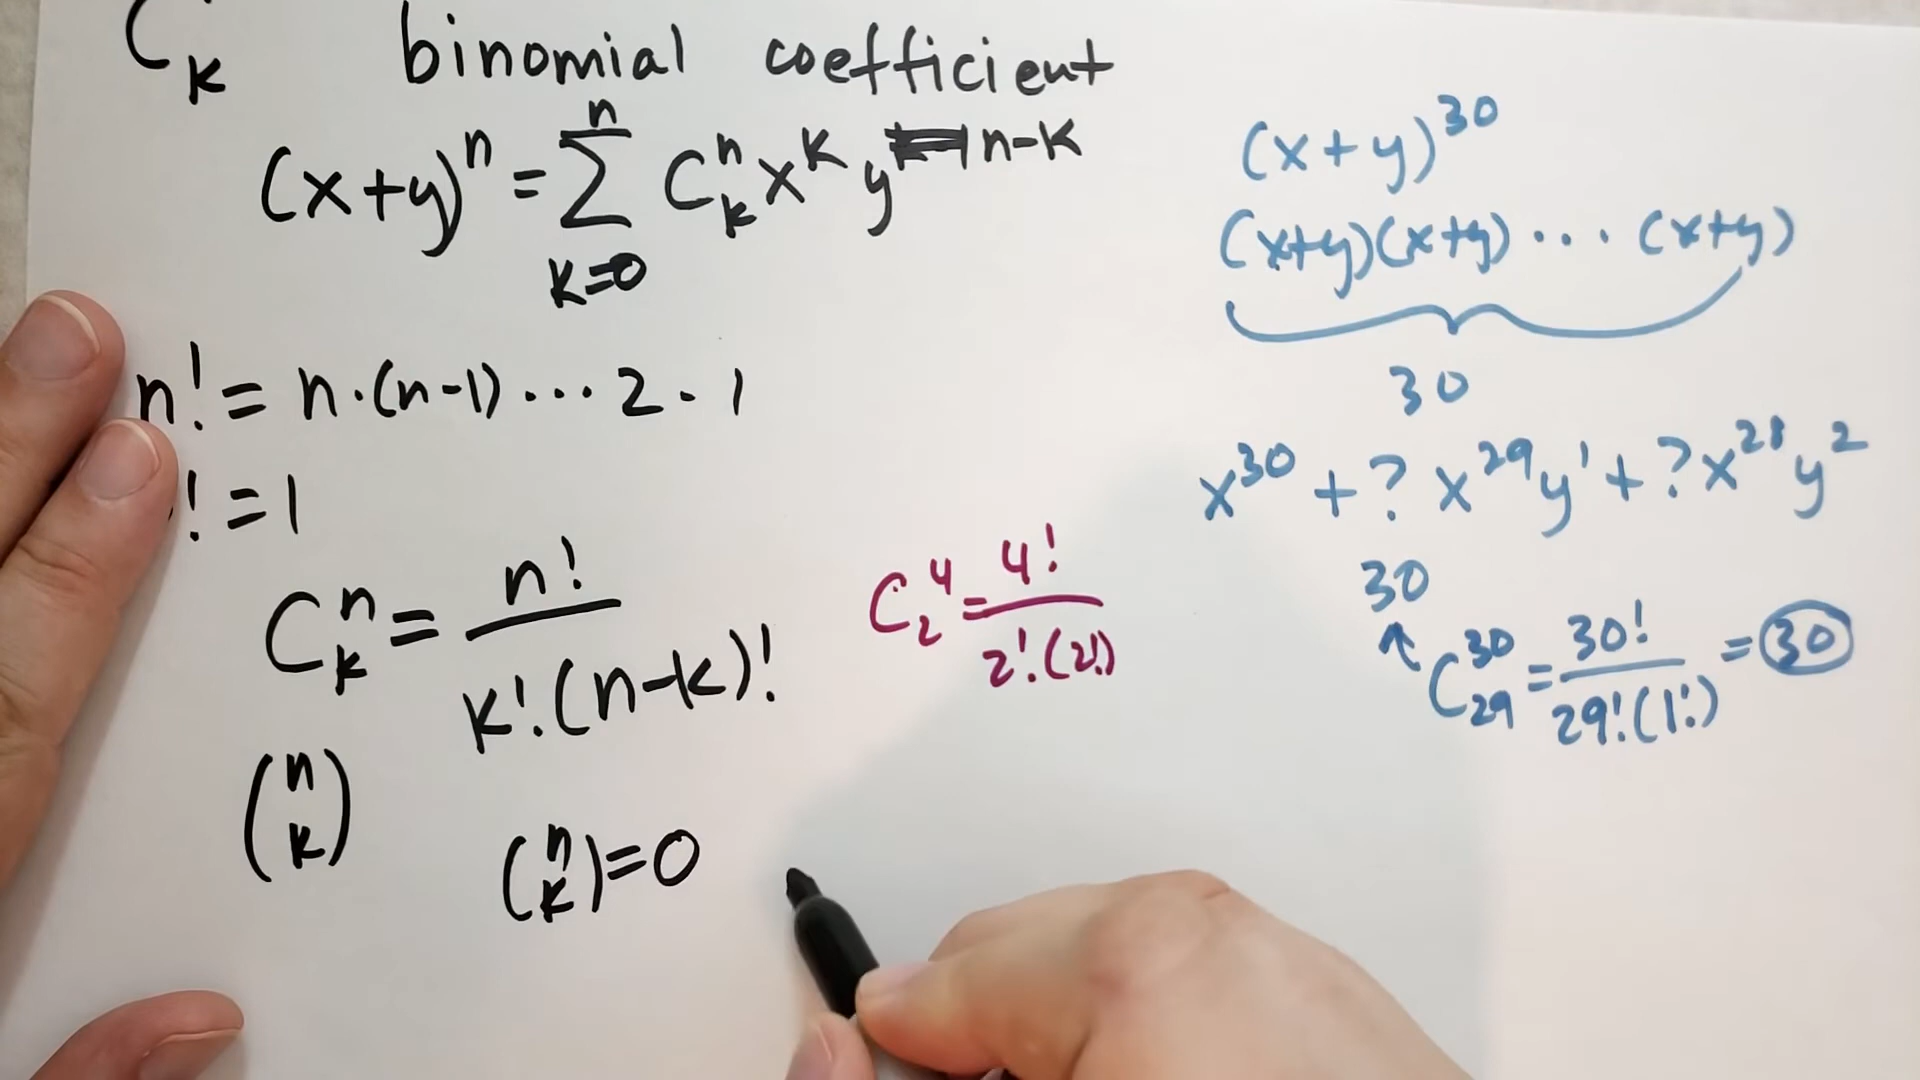 C_k binomial coefficient
(x+y)^n = ∑_{k=0}^{n} C_k^n x^k y^{n-k}
n! = n·(n-1)···2·1
! = 1
C_k^n = n! / k!·(n-k)!
(n k)
(n k) = 0
C_2^4 = 4! / 2!·(2!)
(x+y)^30
(x+y)(x+y)···(x+y)
30
x^30 + ? x^29 y^1 + ? x^28 y^2
30
↖ C_29^30 = 30! / 29!·(1!) = 30